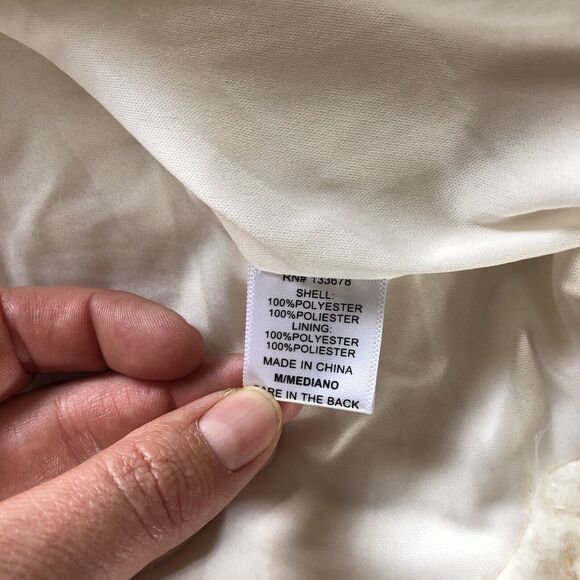 RN# 133678
SHELL:
100%POLYESTER
100%POLIESTER
LINING:
100%POLYESTER
100%POLIESTER
MADE IN CHINA
M/MEDIANO
CARE IN THE BACK